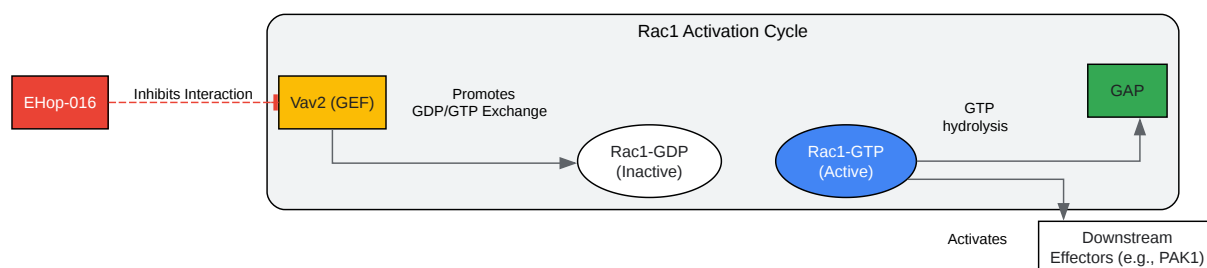 Rac1 Activation Cycle
EHop-016
Inhibits Interaction
Vav2 (GEF)
Promotes
GDP/GTP Exchange
Rac1-GDP
(Inactive)
Rac1-GTP
(Active)
GTP
hydrolysis
GAP
Activates
Downstream
Effectors (e.g., PAK1)